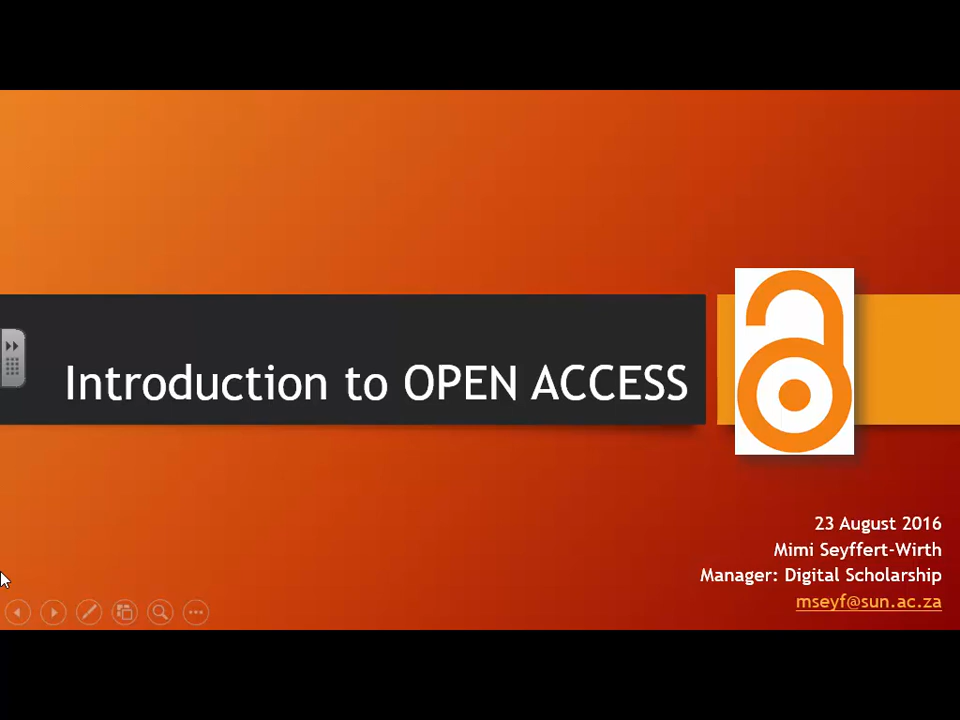 Introduction to OPEN ACCESS
23 August 2016
Mimi Seyffert-Wirth
Manager: Digital Scholarship
mseyf@sun.ac.za